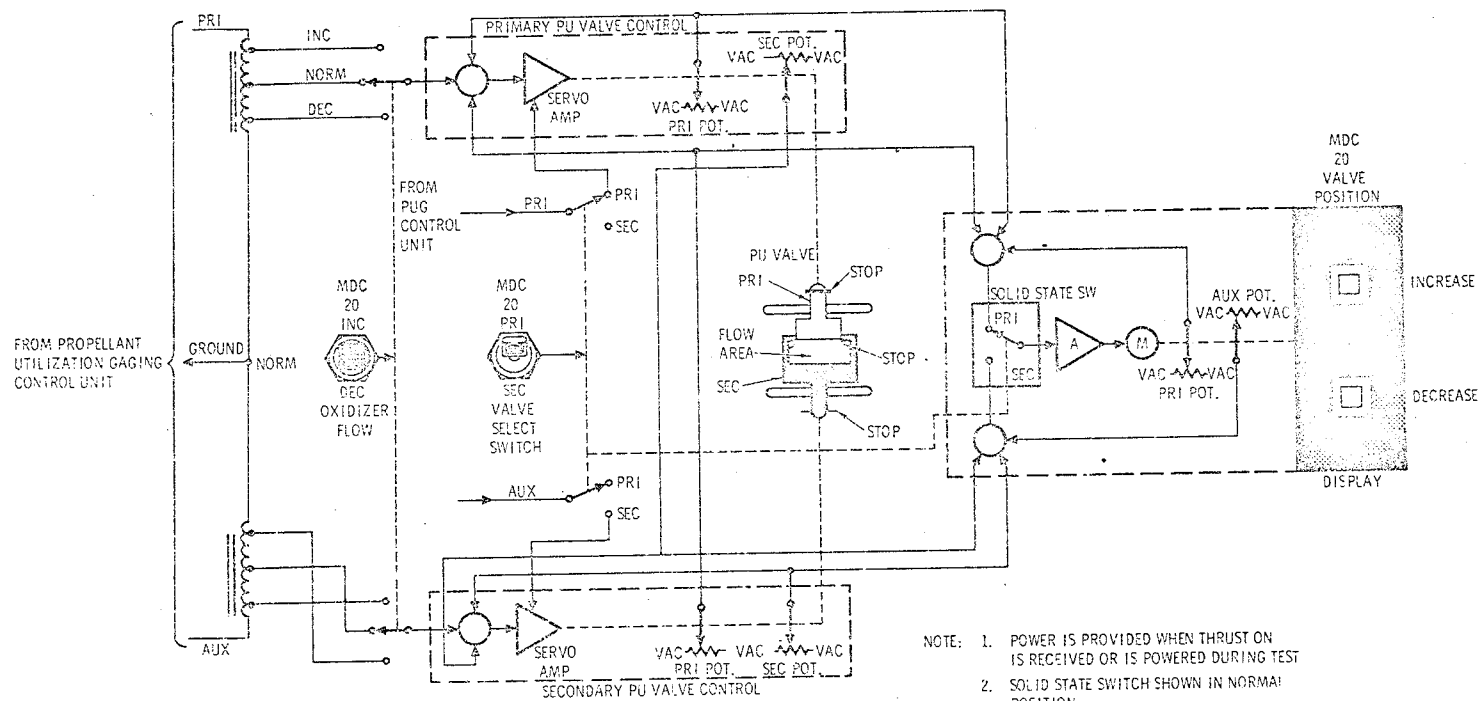 PRI
INC
NORM
DEC
PRIMARY PU VALVE CONTROL
SEC POT.
VAC VAC
SERVO
AMP
VAC VAC
PRI POT.
FROM
PUG
CONTROL
UNIT
PRI
PRI
SEC
MDC
20
VALVE
POSITION
PU VALVE
STOP
PRI
FLOW
AREA
STOP
SEC
STOP
SOLID STATE SW
PRI
SEC
A
M
AUX POT.
VAC VAC
VAC VAC
PRI POT.
INCREASE
DECREASE
DISPLAY
FROM PROPELLANT
UTILIZATION GAGING
CONTROL UNIT
GROUND
NORM
MDC
20
INC
DEC
OXIDIZER
FLOW
MDC
20
PRI
SEC
VALVE
SELECT
SWITCH
AUX
PRI
SEC
AUX
SERVO
AMP
VAC VAC
PRI POT.
VAC
SEC POT.
SECONDARY PU VALVE CONTROL
NOTE: 1. POWER IS PROVIDED WHEN THRUST ON
IS RECEIVED OR IS POWERED DURING TEST
2. SOLID STATE SWITCH SHOWN IN NORMAL
POSITION